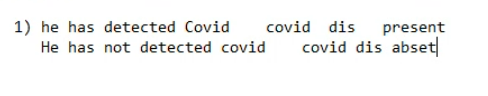 1) he has detected Covid    covid  dis   present
He has not detected covid    covid dis abset